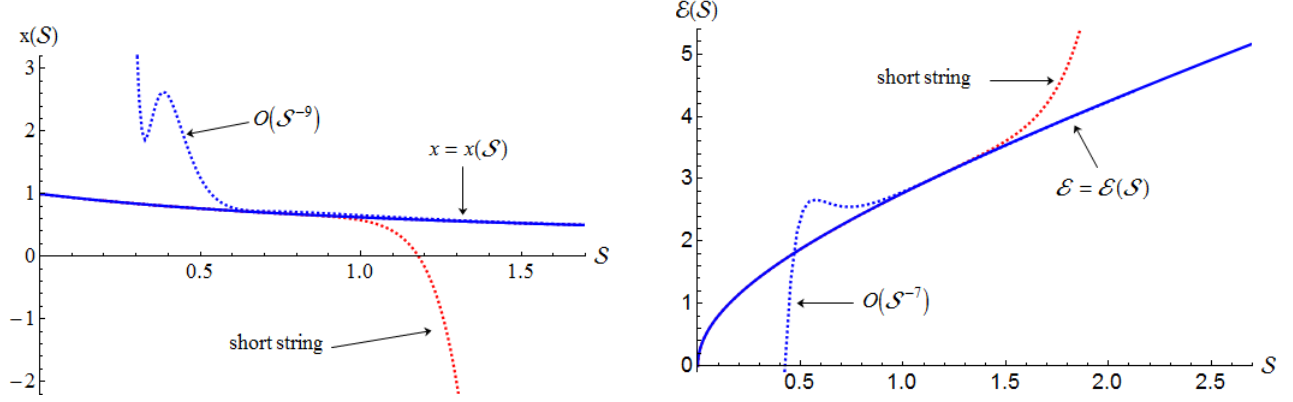 x(𝒮)
3
2
1
0
−1
−2
0.5
1.0
1.5
𝒮
O(𝒮⁻⁹)
x = x(𝒮)
short string
ℰ(𝒮)
5
4
3
2
1
0
0.5
1.0
1.5
2.0
2.5
𝒮
short string
ℰ = ℰ(𝒮)
O(𝒮⁻⁷)